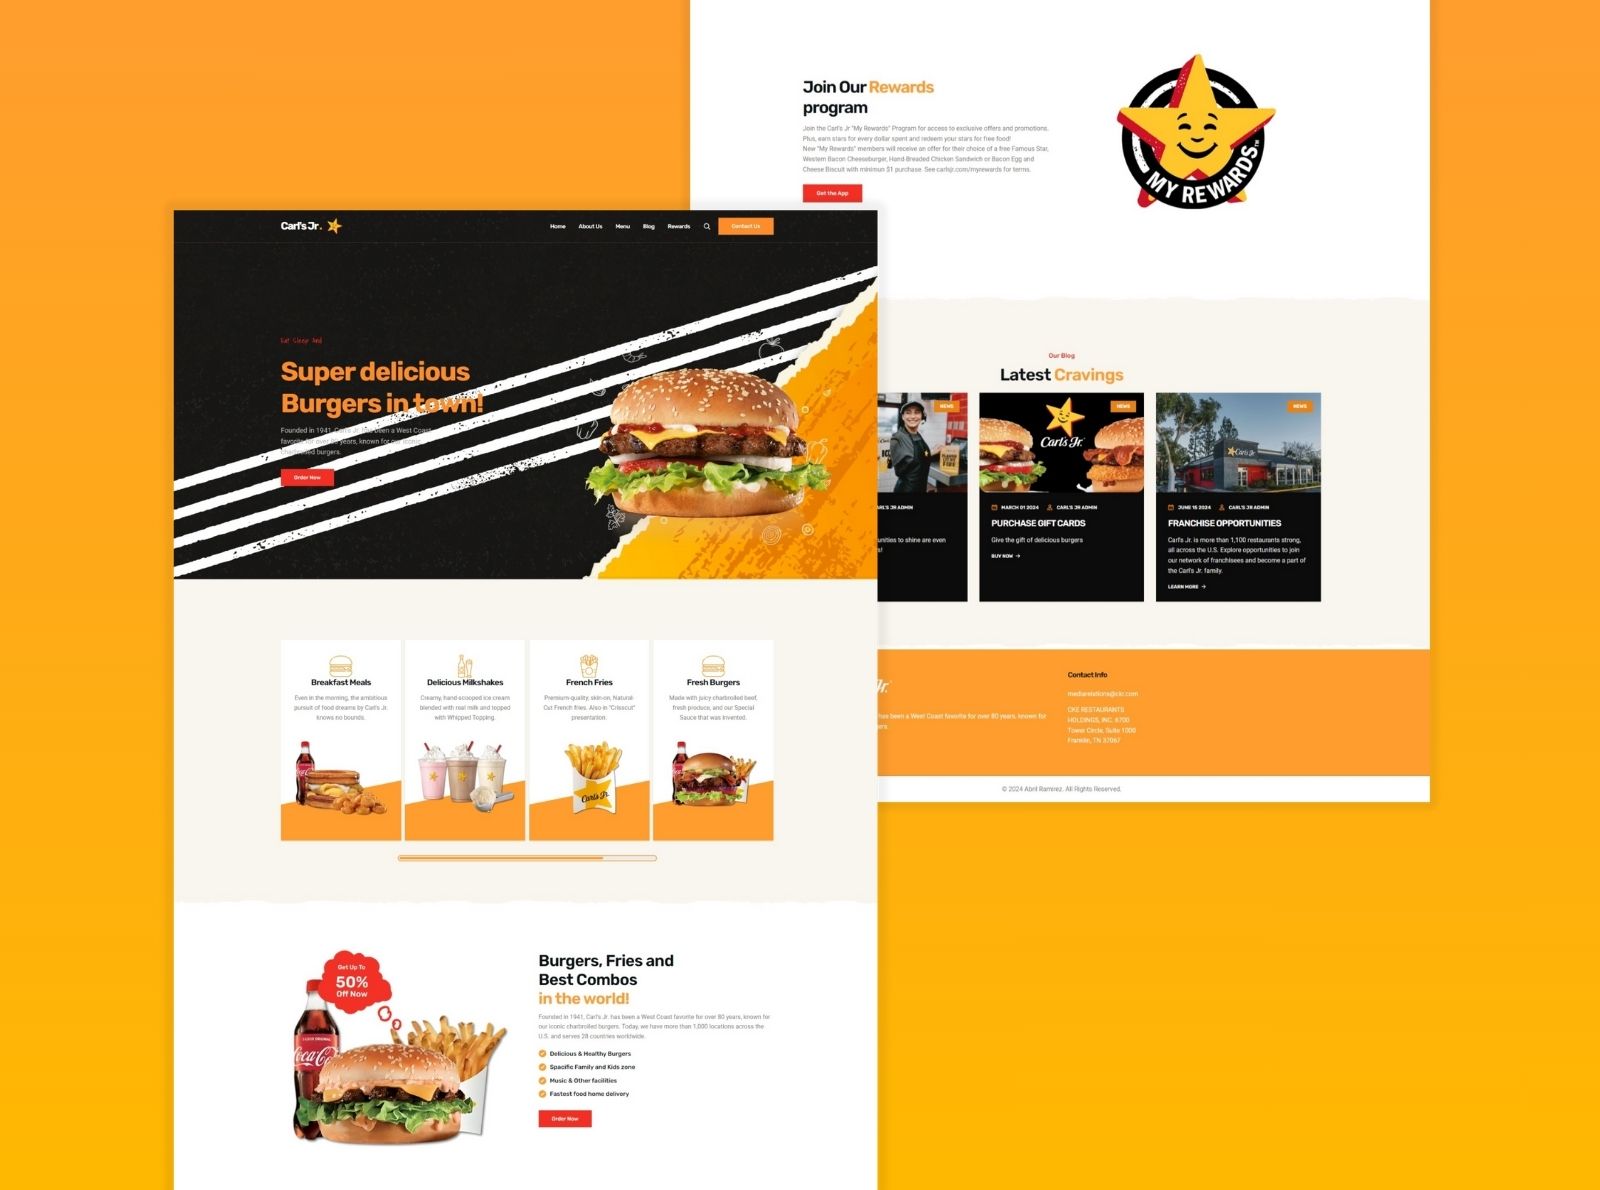 Carl's Jr.
Home
About Us
Menu
Blog
Rewards
Contact Us
Eat Sleep And
Super delicious
Burgers in town!
Founded in 1941, Carl's Jr. has been a West Coast
favorite for over 80 years, known for our iconic
charbroiled burgers.
Order Now
Breakfast Meals
Even in the morning, the ambitious
pursuit of food dreams by Carl's Jr.
knows no bounds.
Delicious Milkshakes
Creamy, hand-scooped ice cream
blended with real milk and topped
with Whipped Topping.
French Fries
Premium-quality, skin-on, Natural-
Cut French fries. Also in "Crisscut"
presentation.
Carl's Jr.
Fresh Burgers
Made with juicy charbroiled beef,
fresh produce, and our Special
Sauce that was invented.
Get Up To
50%
Off Now
Coca-Cola
Burgers, Fries and
Best Combos
in the world!
Founded in 1941, Carl's Jr. has been a West Coast favorite for over 80 years, known for
our iconic charbroiled burgers. Today, we have more than 1,000 locations across the
U.S. and serves 28 countries worldwide.
Delicious & Healthy Burgers
Spacific Family and Kids zone
Music & Other facilities
Fastest food home delivery
Order Now
Join Our Rewards
program
Join the Carl's Jr "My Rewards" Program for access to exclusive offers and promotions.
Plus, earn stars for every dollar spent and redeem your stars for free food!
New "My Rewards" members will receive an offer for their choice of a free Famous Star,
Western Bacon Cheeseburger, Hand-Breaded Chicken Sandwich or Bacon Egg and
Cheese Biscuit with minimun $1 purchase. See carlsjr.com/myrewards for terms.
Get the App
MY REWARDS™
Our Blog
Latest Cravings
NEWS
CARL'S JR ADMIN
unities to shine are even
s!
NEWS
Carl's Jr.
MARCH 01 2024
CARL'S JR ADMIN
PURCHASE GIFT CARDS
Give the gift of delicious burgers
BUY NOW →
NEWS
Carl's Jr.
JUNE 15 2024
CARL'S JR ADMIN
FRANCHISE OPPORTUNITIES
Carl's Jr. is more than 1,100 restaurants strong,
all across the U.S. Explore opportunities to join
our network of franchisees and become a part of
the Carl's Jr. family.
LEARN MORE →
Jr.
has been a West Coast favorite for over 80 years, known for
ers.
Contact Info
mediarelations@ckr.com
CKE RESTAURANTS
HOLDINGS, INC. 6700
Tower Circle, Suite 1000
Franklin, TN 37067
© 2024 Abril Ramirez. All Rights Reserved.